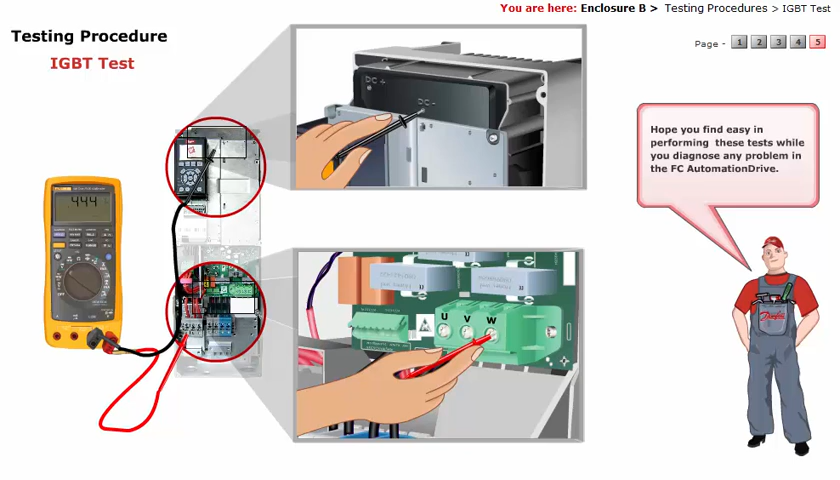 You are here: Enclosure B > Testing Procedures > IGBT Test
Testing Procedure
IGBT Test
Page - 1 2 3 4 5
DC +
DC -
Hope you find easy in
performing these tests while
you diagnose any problem in
the FC AutomationDrive.
444
U V W
Danfoss